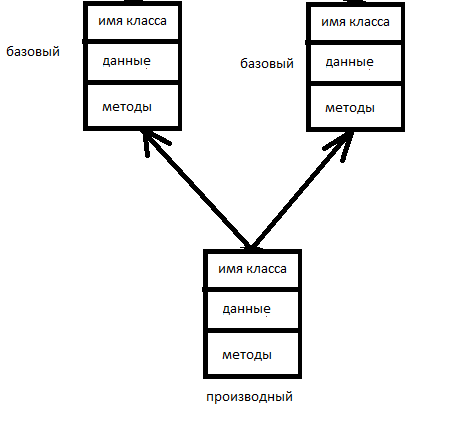 имя класса
базовый
данные
методы
имя класса
базовый
данные
методы
имя класса
данные
методы
производный